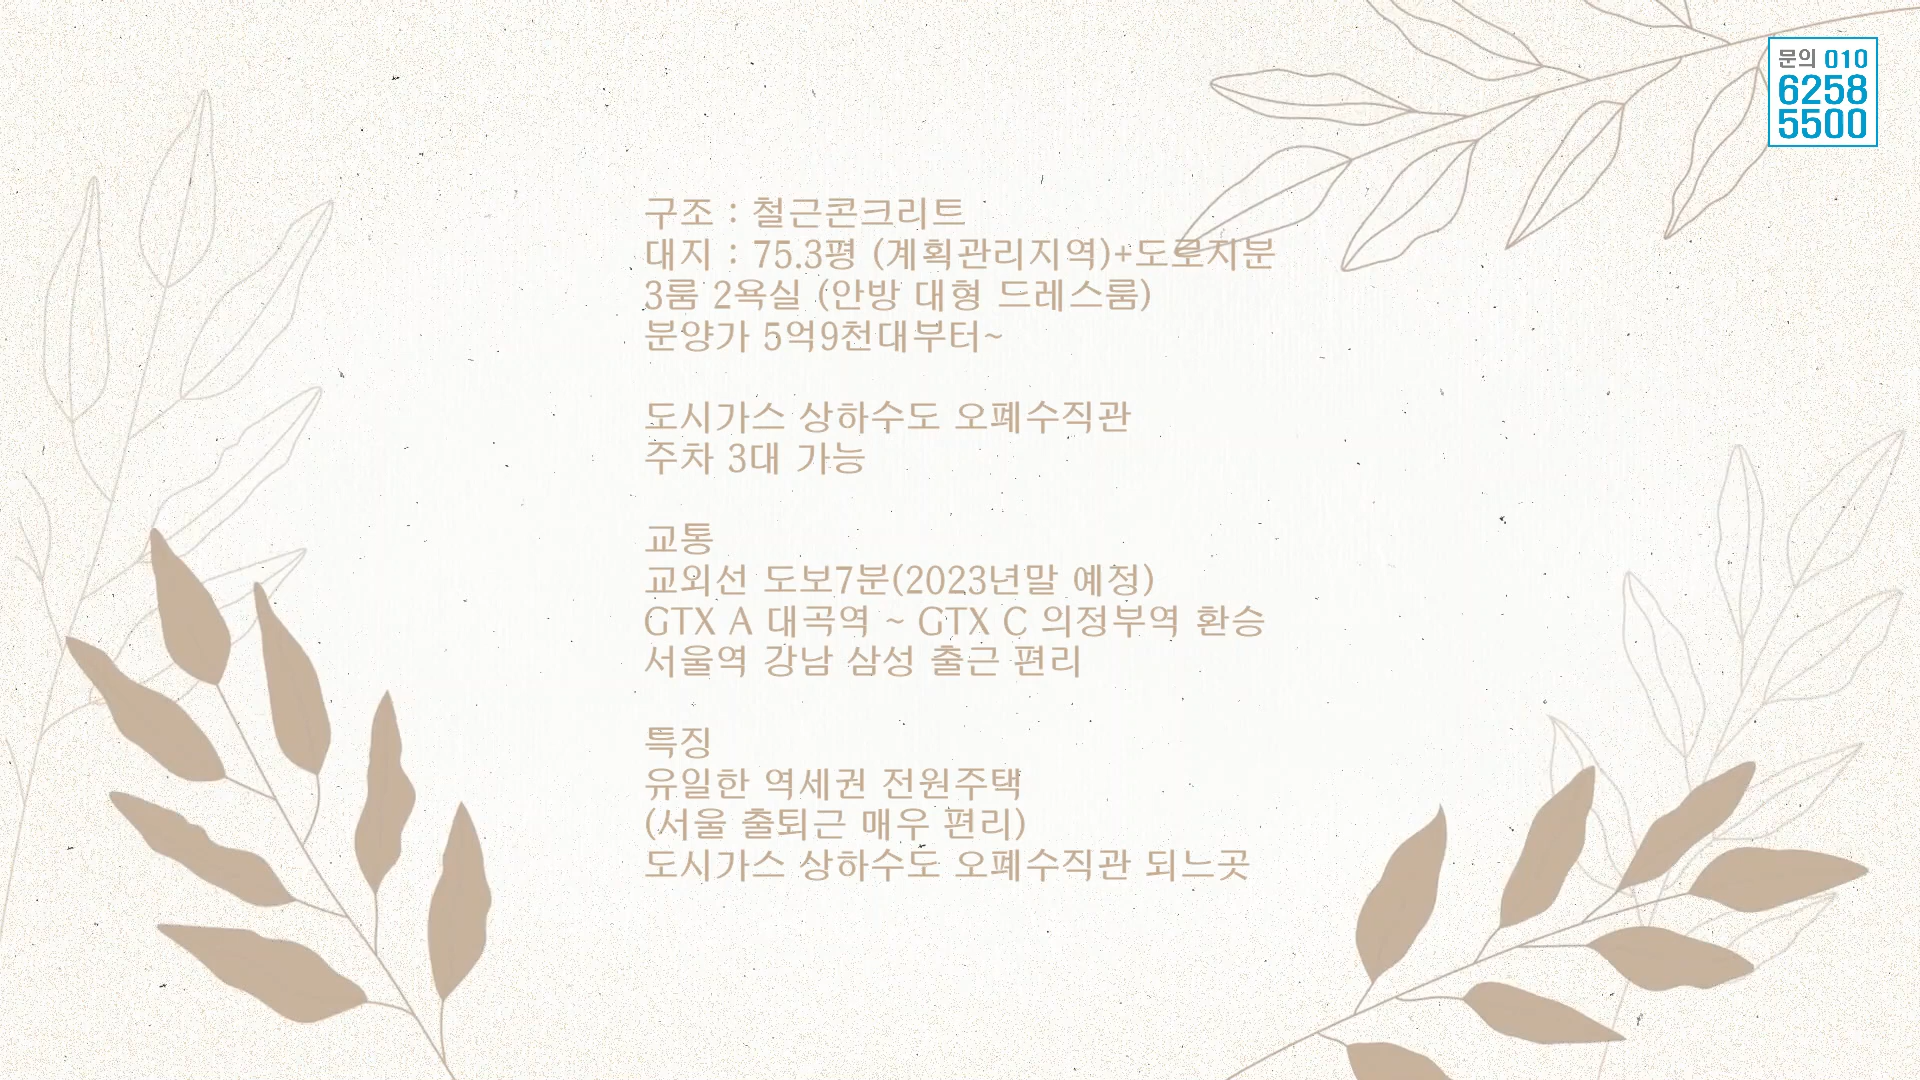 문의 010
6258
5500
구조 : 철근콘크리트
대지 : 75.3평 (계획관리지역)+도로지분
3룸 2욕실 (안방 대형 드레스룸)
분양가 5억9천대부터~
도시가스 상하수도 오폐수직관
주차 3대 가능
교통
교외선 도보7분(2023년말 예정)
GTX A 대곡역 ~ GTX C 의정부역 환승
서울역 강남 삼성 출근 편리
특징
유일한 역세권 전원주택
(서울 출퇴근 매우 편리)
도시가스 상하수도 오폐수직관 되느곳